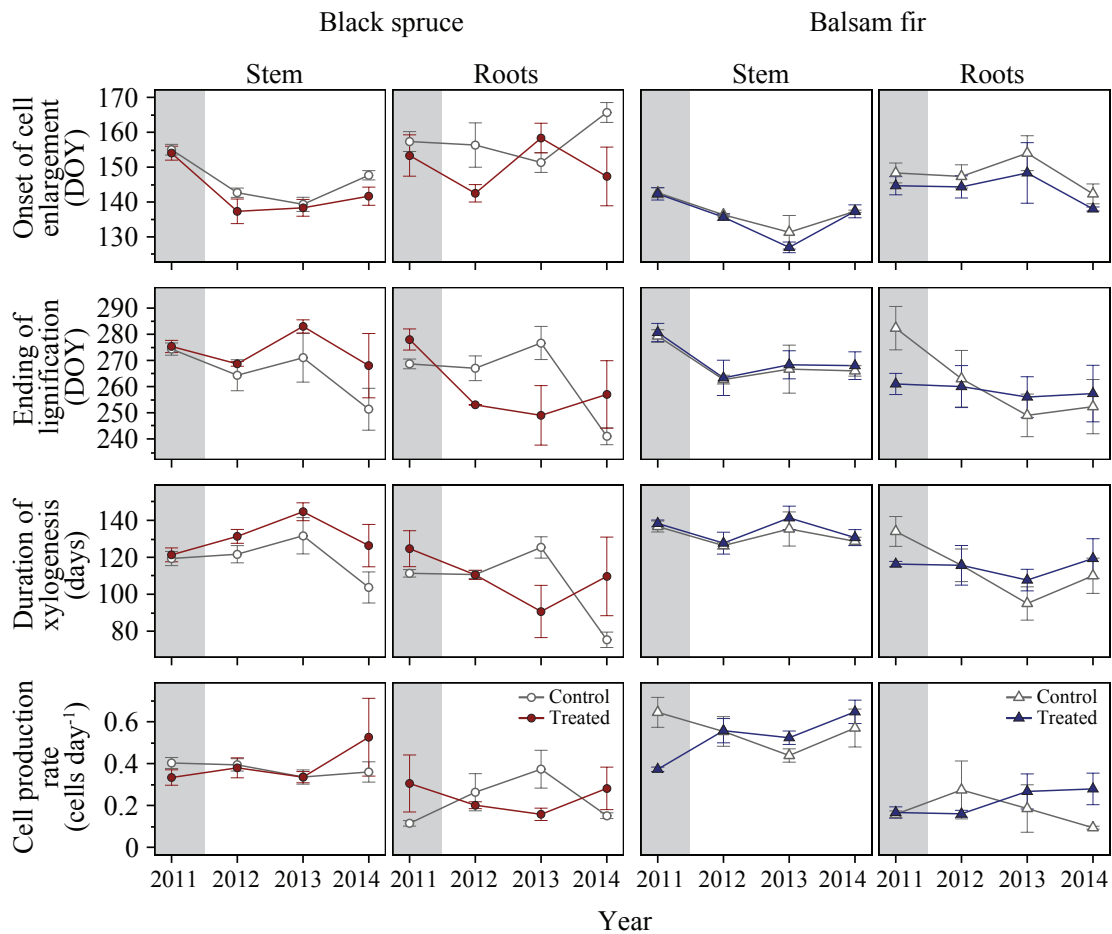 Black spruce
Balsam fir
Stem
Roots
Stem
Roots
Onset of cell
enlargement
(DOY)
170
160
150
140
130
Ending of
lignification
(DOY)
290
280
270
260
250
240
Duration of
xylogenesis
(days)
140
120
100
80
Cell production
rate
(cells day⁻¹)
0.6
0.4
0.2
0
Control
Treated
Control
Treated
2011 2012 2013 2014
2011 2012 2013 2014
2011 2012 2013 2014
2011 2012 2013 2014
Year